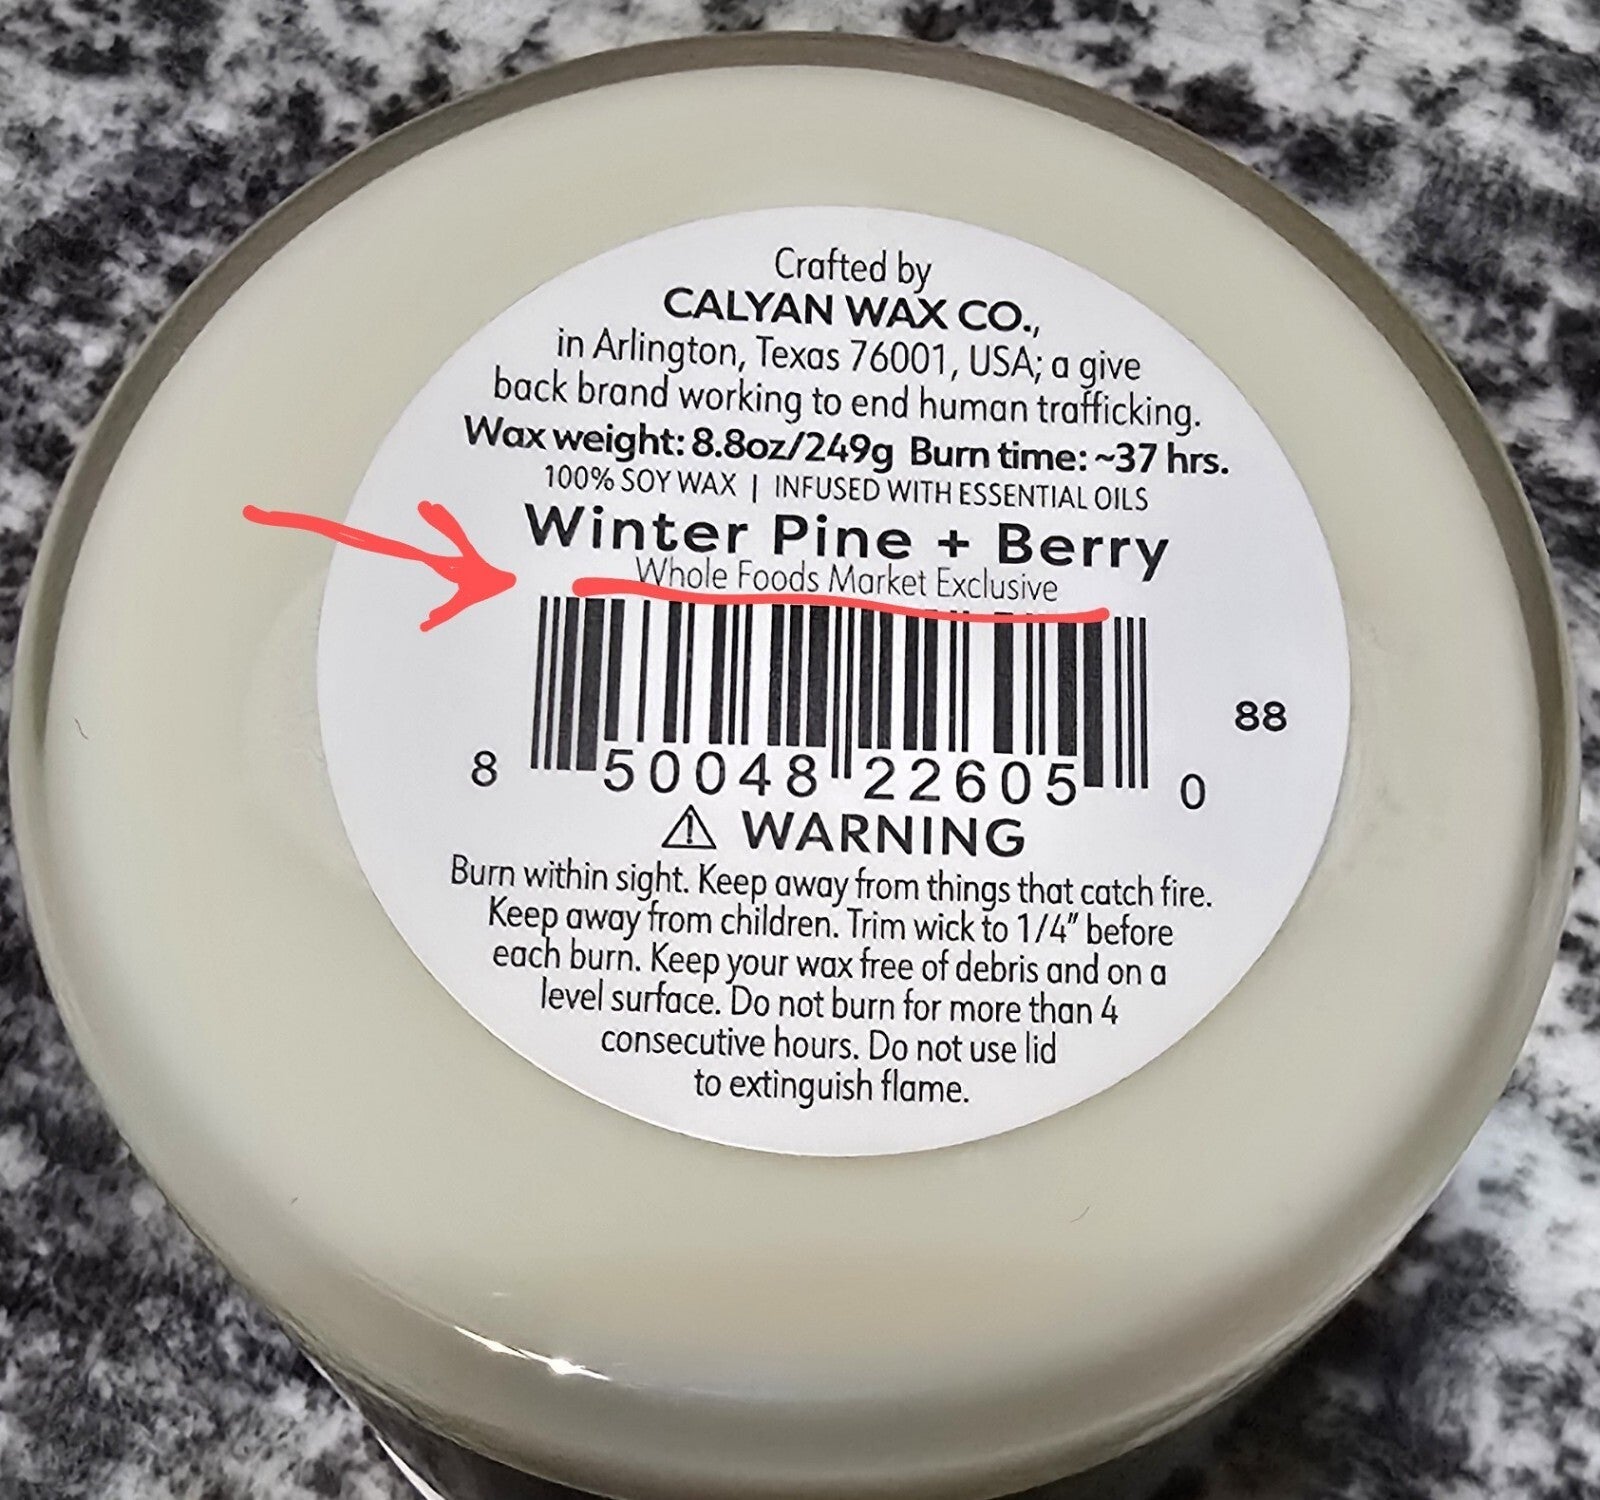 Crafted by
CALYAN WAX CO.,
in Arlington, Texas 76001, USA; a give
back brand working to end human trafficking.
Wax weight: 8.8oz/249g Burn time: ~37 hrs.
100% SOY WAX | INFUSED WITH ESSENTIAL OILS
Winter Pine + Berry
Whole Foods Market Exclusive
88
8 50048 22605 0
⚠ WARNING
Burn within sight. Keep away from things that catch fire.
Keep away from children. Trim wick to 1/4" before
each burn. Keep your wax free of debris and on a
level surface. Do not burn for more than 4
consecutive hours. Do not use lid
to extinguish flame.